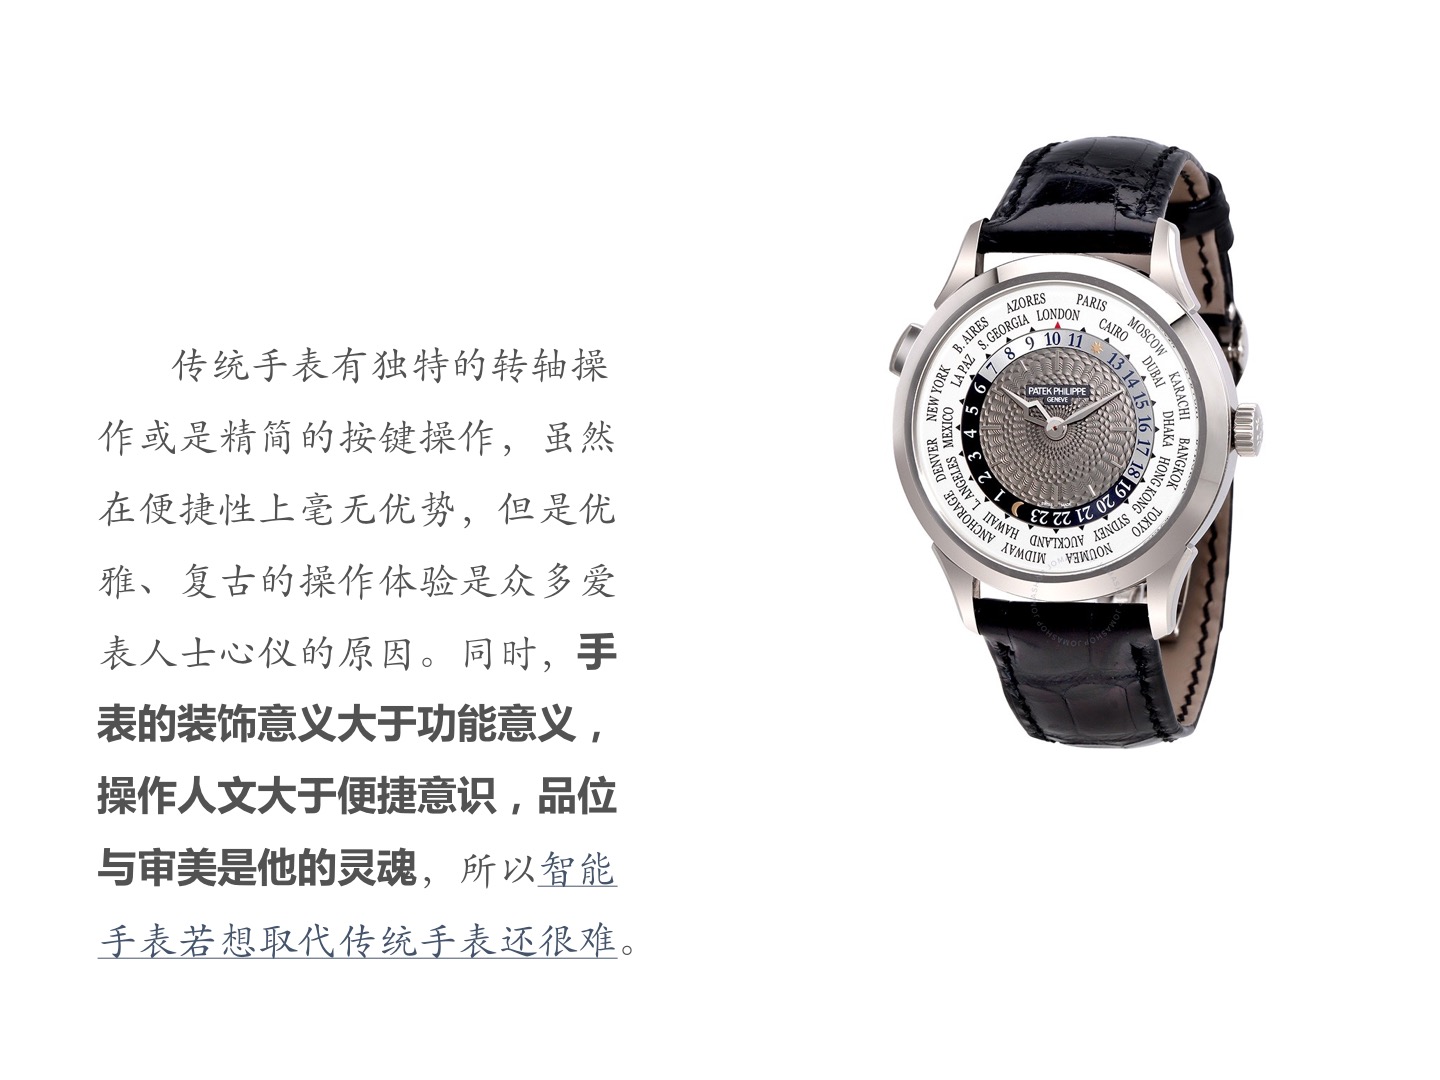 传统手表有独特的转轴操
作或是精简的按键操作，虽然
在便捷性上毫无优势，但是优
雅、复古的操作体验是众多爱
表人士心仪的原因。同时，手
表的装饰意义大于功能意义，
操作人文大于便捷意识，品位
与审美是他的灵魂，所以智能
手表若想取代传统手表还很难。
LONDON
PARIS
CAIRO
MOSCOW
DUBAI
KARACHI
DHAKA
BANGKOK
HONG KONG
TOKYO
SYDNEY
NOUMEA
AUCKLAND
MIDWAY
HAWAII
ANCHORAGE
L. ANGELES
DENVER
MEXICO
NEW YORK
LA PAZ
B. AIRES
S. GEORGIA
AZORES
7 8 9 10 11 13 14 15 16 17 18 19 20 21 22 23 1 2 3 4 5 6
PATEK PHILIPPE
GENEVE
JOMASHOP JOMASHOP